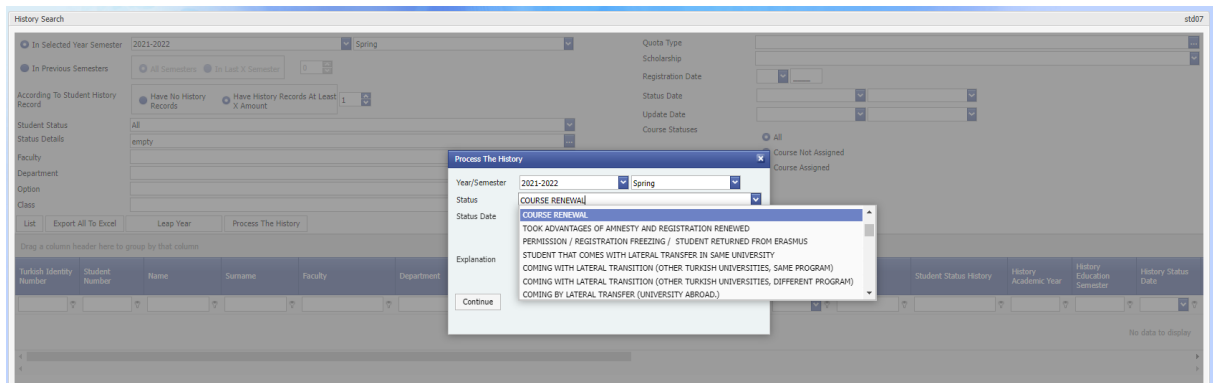 History Search
std07
In Selected Year Semester 2021-2022 Spring
In Previous Semesters All Semesters In Last X Semester 0
According To Student History Record
Have No History Records
Have History Records At Least X Amount 1
Student Status All
Status Details empty
Faculty
Department
Option
Class
List Export All To Excel Leap Year Process The History
Quota Type
Scholarship
Registration Date
Status Date
Update Date
Course Statuses
All
Course Not Assigned
Course Assigned
Process The History
Year/Semester 2021-2022 Spring
Status COURSE RENEWAL
Status Date
Explanation
Continue
COURSE RENEWAL
TOOK ADVANTAGES OF AMNESTY AND REGISTRATION RENEWED
PERMISSION / REGISTRATION FREEZING / STUDENT RETURNED FROM ERASMUS
STUDENT THAT COMES WITH LATERAL TRANSFER IN SAME UNIVERSITY
COMING WITH LATERAL TRANSITION (OTHER TURKISH UNIVERSITIES, SAME PROGRAM)
COMING WITH LATERAL TRANSITION (OTHER TURKISH UNIVERSITIES, DIFFERENT PROGRAM)
COMING BY LATERAL TRANSFER (UNIVERSITY ABROAD.)
Drag a column header here to group by that column
Turkish Identity Number
Student Number
Name
Surname
Faculty
Department
Student Status History
History Academic Year
History Education Semester
History Status Date
No data to display